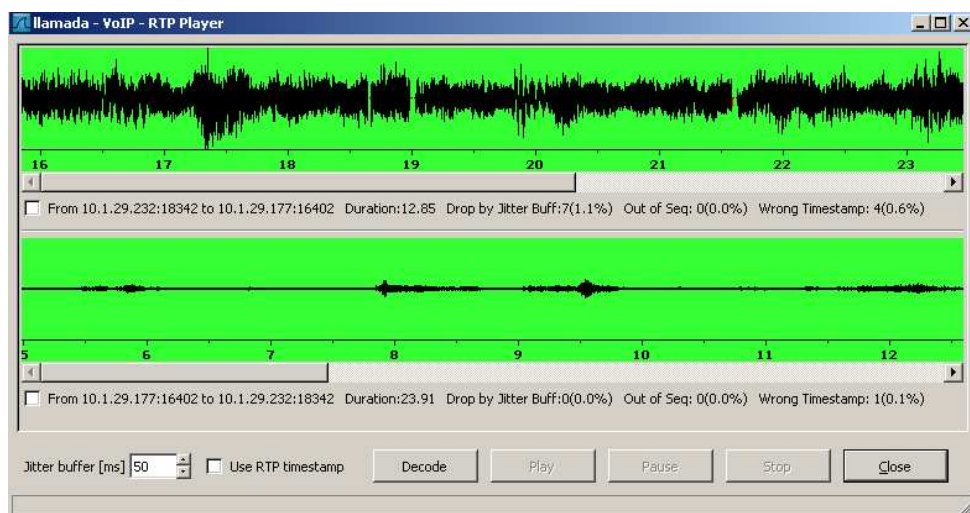 llamada - VoIP - RTP Player
16 17 18 19 20 21 22 23
From 10.1.29.232:18342 to 10.1.29.177:16402 Duration:12.85 Drop by Jitter Buff:7(1.1%) Out of Seq: 0(0.0%) Wrong Timestamp: 4(0.6%)
5 6 7 8 9 10 11 12
From 10.1.29.177:16402 to 10.1.29.232:18342 Duration:23.91 Drop by Jitter Buff:0(0.0%) Out of Seq: 0(0.0%) Wrong Timestamp: 1(0.1%)
Jitter buffer [ms] 50 Use RTP timestamp Decode Play Pause Stop Close